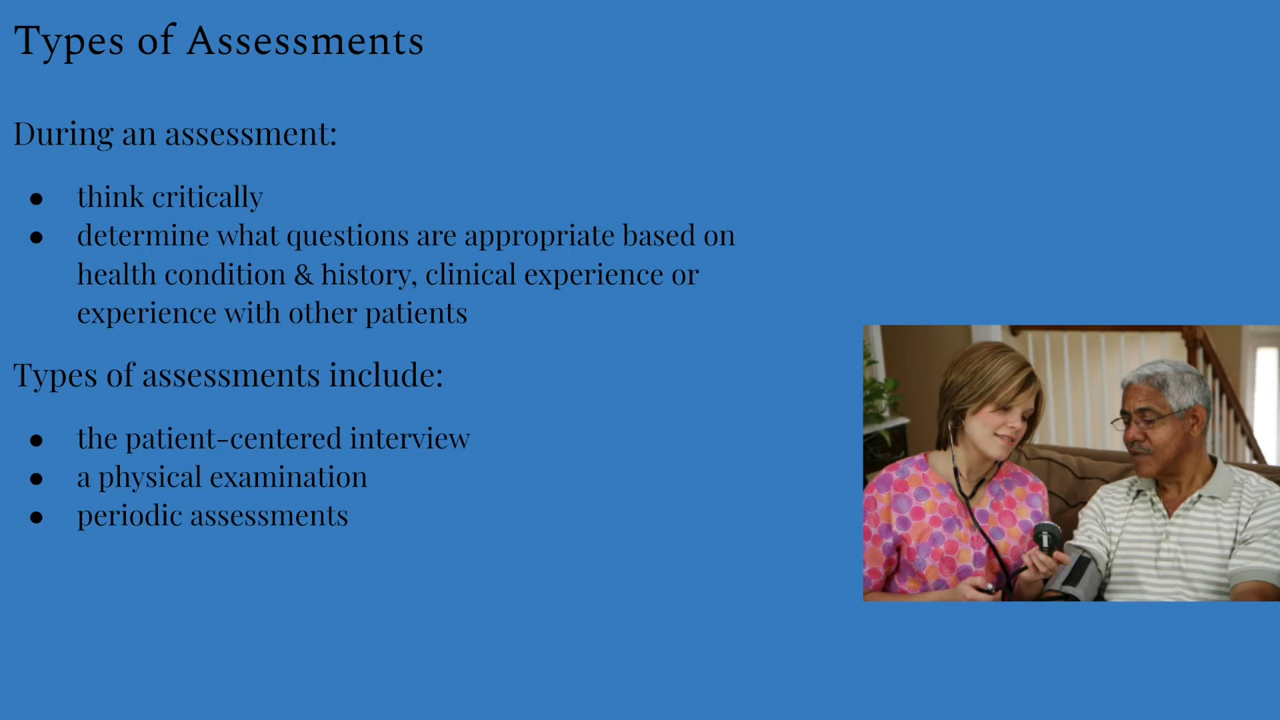 Types of Assessments
During an assessment:
● think critically
● determine what questions are appropriate based on
health condition & history, clinical experience or
experience with other patients
Types of assessments include:
● the patient-centered interview
● a physical examination
● periodic assessments